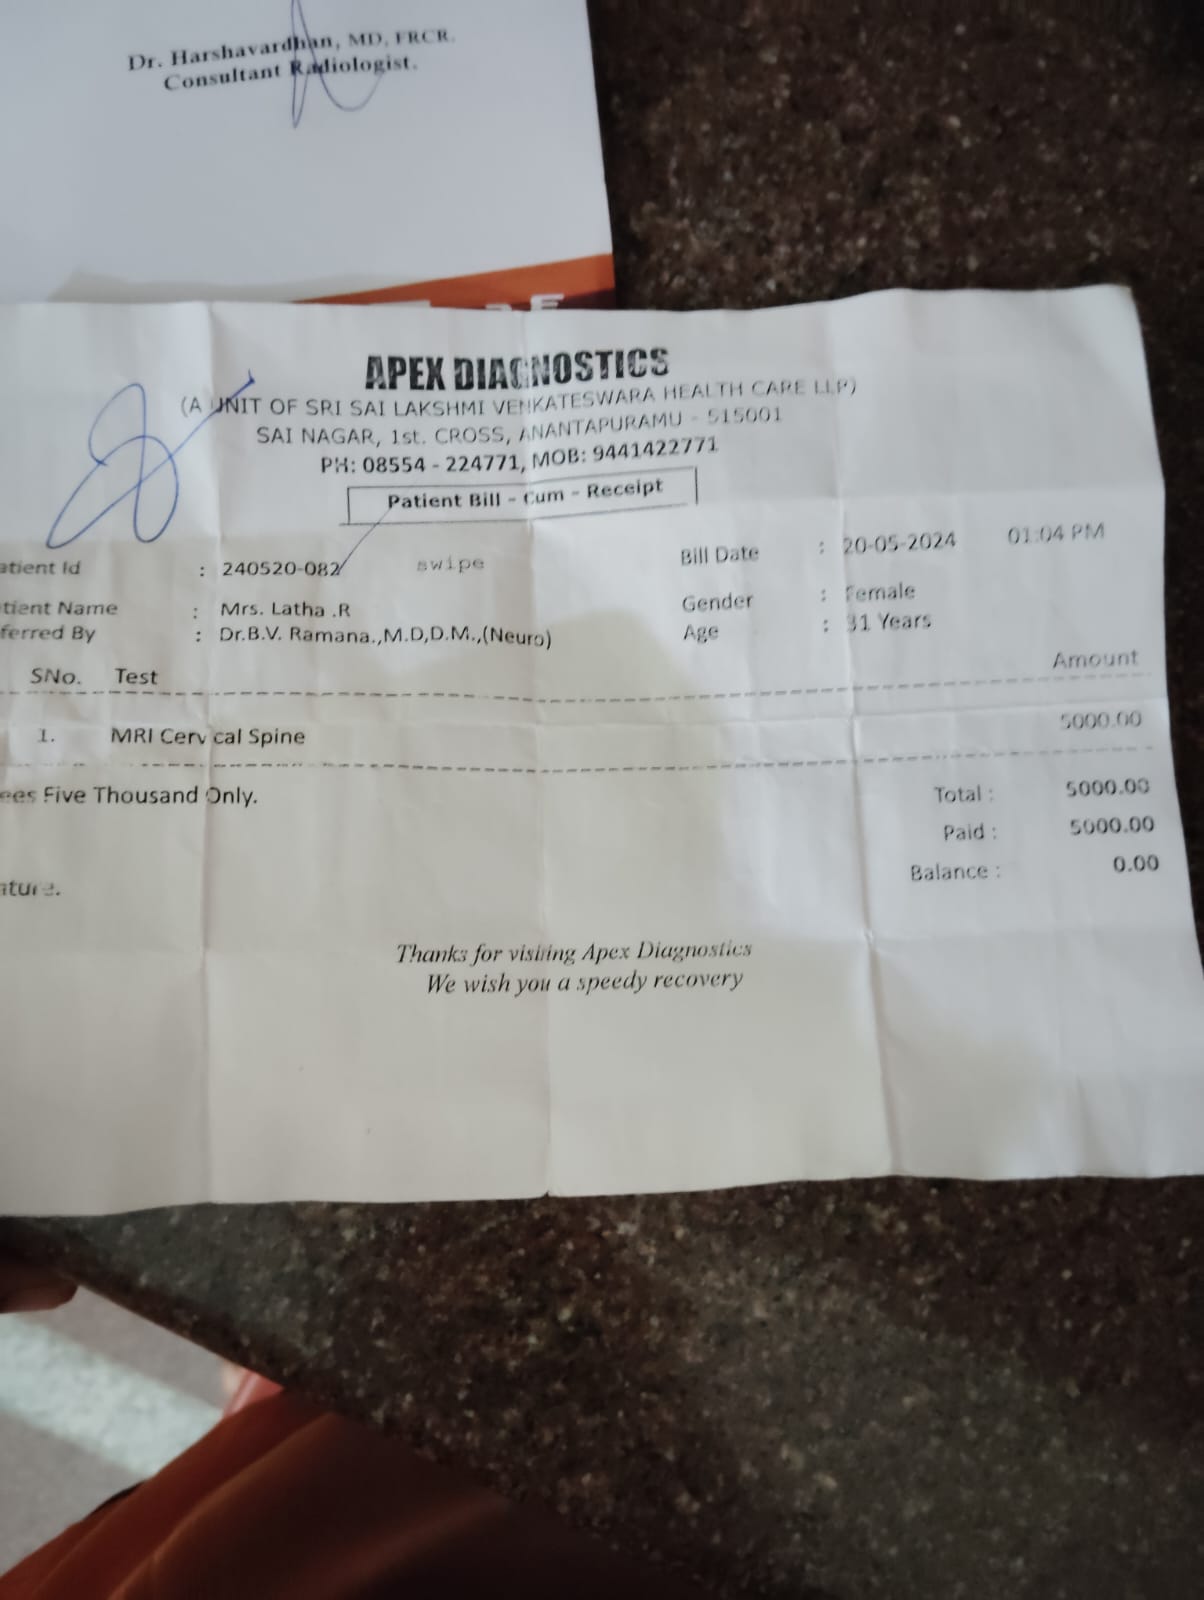 Dr. Harshavardhan, MD, FRCR.
Consultant Radiologist.
APEX DIAGNOSTICS
(A UNIT OF SRI SAI LAKSHMI VENKATESWARA HEALTH CARE LLP)
SAI NAGAR, 1st. CROSS, ANANTAPURAMU - 515001
PH: 08554 - 224771, MOB: 9441422771
Patient Bill - Cum - Receipt
atient Id : 240520-082 swipe Bill Date : 20-05-2024 01:04 PM
tient Name : Mrs. Latha .R Gender : Female
ferred By : Dr.B.V. Ramana.,M.D,D.M.,(Neuro) Age : 31 Years
SNo. Test Amount
1. MRI Cervical Spine 5000.00
ees Five Thousand Only. Total : 5000.00
Paid : 5000.00
Balance : 0.00
ature.
Thanks for visiting Apex Diagnostics
We wish you a speedy recovery